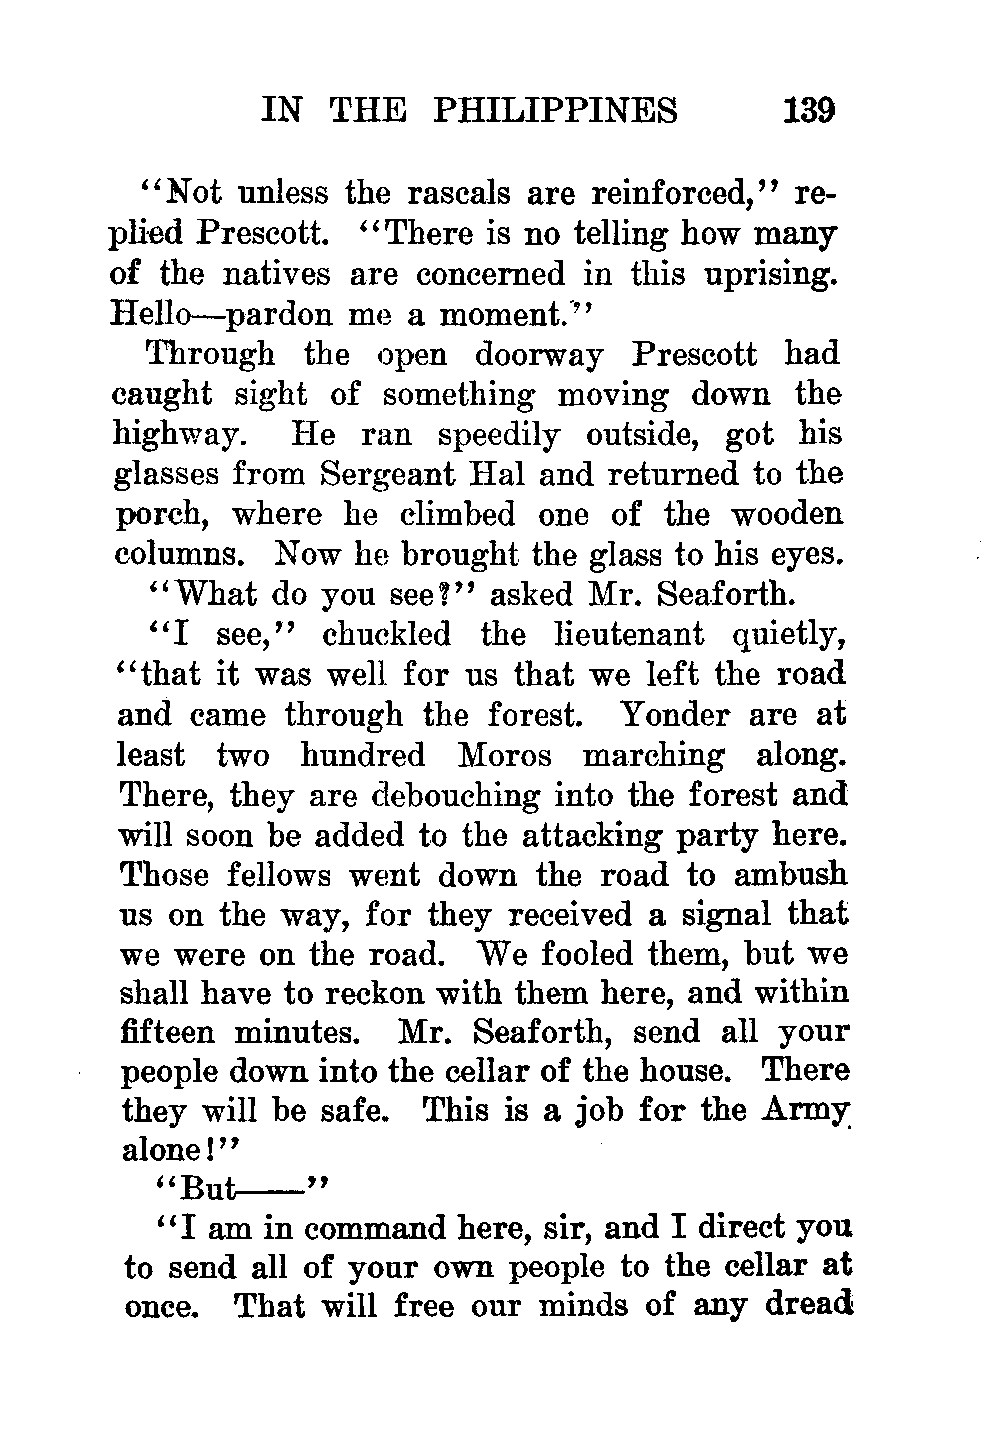 IN THE PHILIPPINES 139
“Not unless the rascals are reinforced,” re-
plied Prescott. “There is no telling how many
of the natives are concerned in this uprising.
Hello—pardon me a moment.”
Through the open doorway Prescott had
caught sight of something moving down the
highway. He ran speedily outside, got his
glasses from Sergeant Hal and returned to the
porch, where he climbed one of the wooden
columns. Now he brought the glass to his eyes.
“What do you see?” asked Mr. Seaforth.
“I see,” chuckled the lieutenant quietly,
“that it was well for us that we left the road
and came through the forest. Yonder are at
least two hundred Moros marching along.
There, they are debouching into the forest and
will soon be added to the attacking party here.
Those fellows went down the road to ambush
us on the way, for they received a signal that
we were on the road. We fooled them, but we
shall have to reckon with them here, and within
fifteen minutes. Mr. Seaforth, send all your
people down into the cellar of the house. There
they will be safe. This is a job for the Army
alone!”
“But——”
“I am in command here, sir, and I direct you
to send all of your own people to the cellar at
once. That will free our minds of any dread